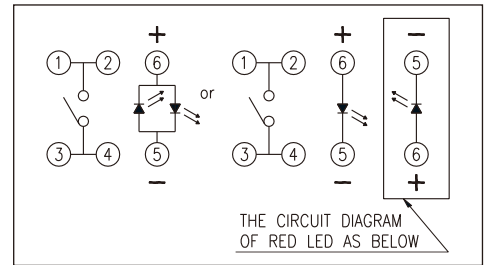 + + −
1 2 6 1 2 6 5
or
3 4 5 3 4 5 6
− − +
THE CIRCUIT DIAGRAM
OF RED LED AS BELOW